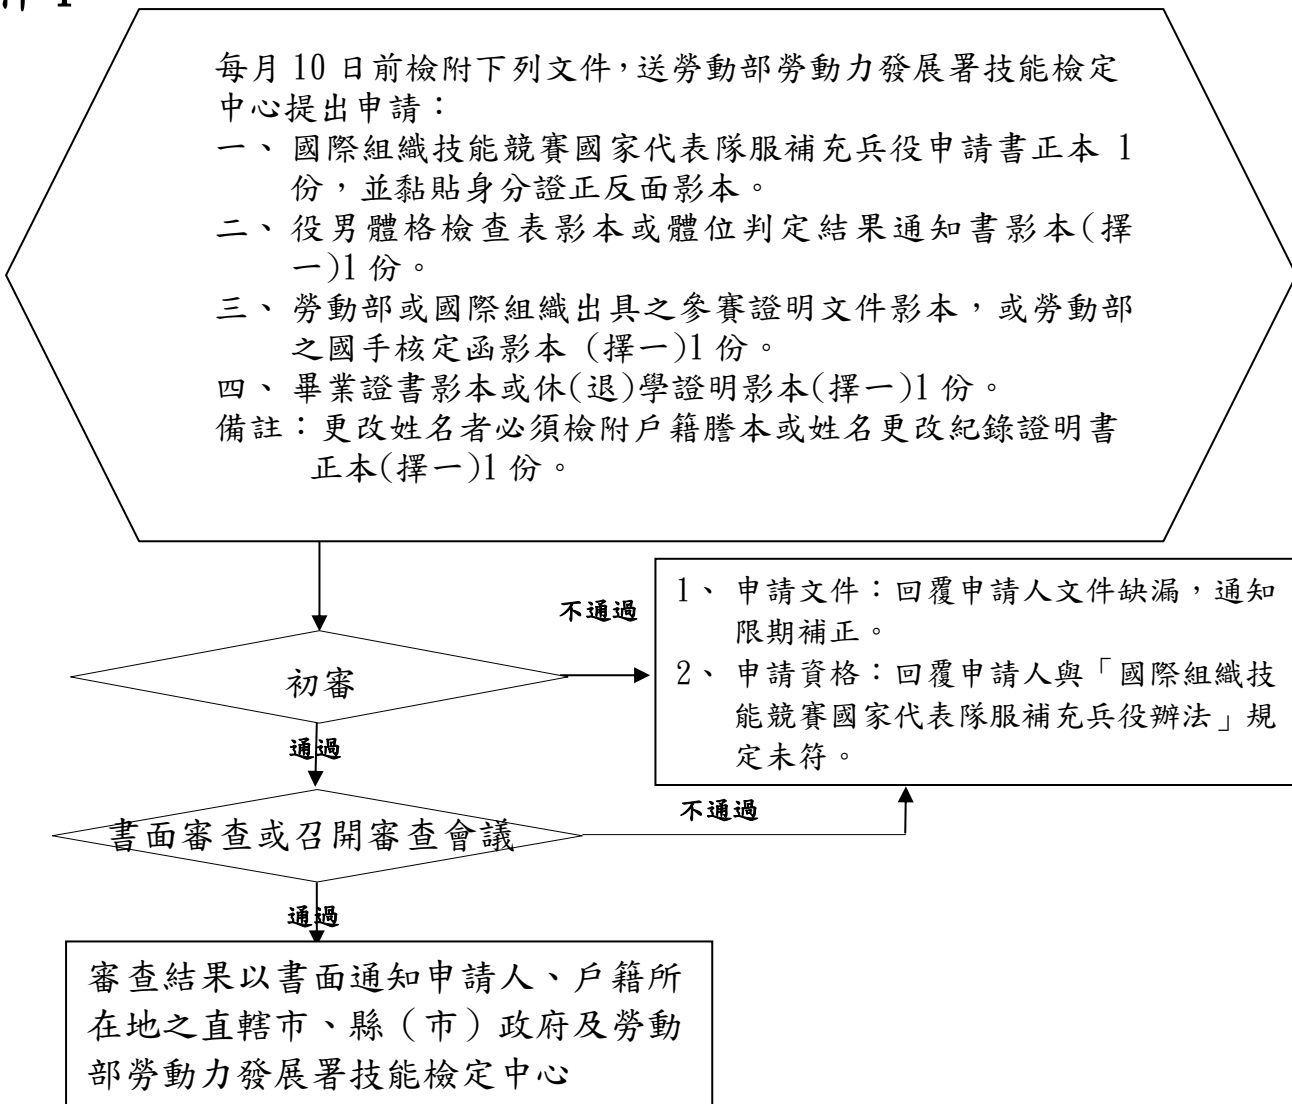 件 1
每月 10 日前檢附下列文件，送勞動部勞動力發展署技能檢定
中心提出申請：
一、 國際組織技能競賽國家代表隊服補充兵役申請書正本 1
份，並黏貼身分證正反面影本。
二、 役男體格檢查表影本或體位判定結果通知書影本(擇
一)1 份。
三、 勞動部或國際組織出具之參賽證明文件影本，或勞動部
之國手核定函影本 (擇一)1 份。
四、 畢業證書影本或休(退)學證明影本(擇一)1 份。
備註：更改姓名者必須檢附戶籍謄本或姓名更改紀錄證明書
正本(擇一)1 份。
不通過
1、 申請文件：回覆申請人文件缺漏，通知
限期補正。
2、 申請資格：回覆申請人與「國際組織技
能競賽國家代表隊服補充兵役辦法」規
定未符。
初審
通過
不通過
書面審查或召開審查會議
通過
審查結果以書面通知申請人、戶籍所
在地之直轄市、縣（市）政府及勞動
部勞動力發展署技能檢定中心